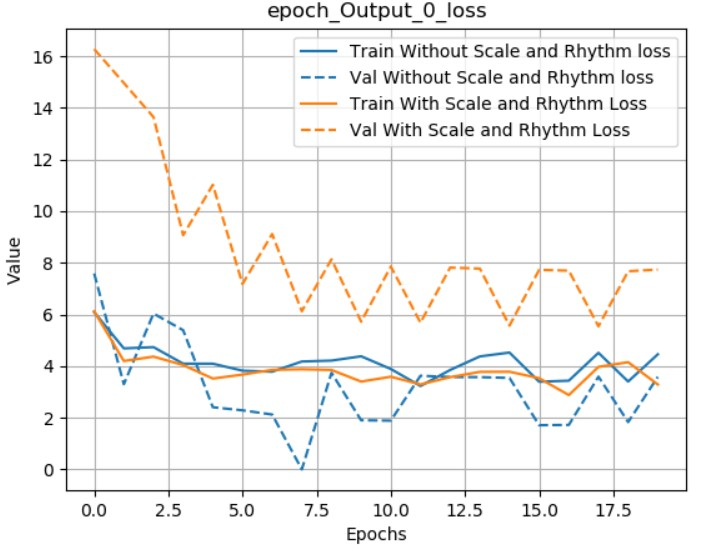 epoch_Output_0_loss
Train Without Scale and Rhythm loss
Val Without Scale and Rhythm loss
Train With Scale and Rhythm Loss
Val With Scale and Rhythm Loss
16
14
12
10
8
6
4
2
0
Value
0.0 2.5 5.0 7.5 10.0 12.5 15.0 17.5
Epochs